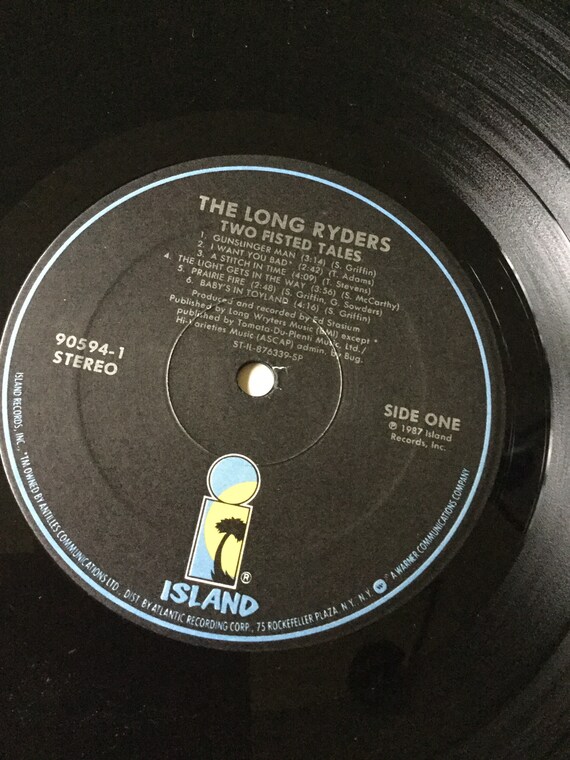 THE LONG RYDERS
TWO FISTED TALES
1. GUNSLINGER MAN (3:14) (S. Griffin)
2. I WANT YOU BAD* (2:42) (T. Adams)
3. A STITCH IN TIME (4:09) (T. Stevens)
4. THE LIGHT GETS IN THE WAY (3:56) (S. McCarthy)
5. PRAIRIE FIRE (2:48) (S. Griffin, G. Sowders)
6. BABY'S IN TOYLAND (4:16) (S. Griffin)
Produced and recorded by Ed Stasium
Published by Long Wryters Music (BMI) except *
published by Tomata-Du-Plenti Music, Ltd./
Hi-Varieties Music (ASCAP) admin. by Bug.
ST-IL-876339-SP
90594-1
STEREO
SIDE ONE
℗ 1987 Island
Records, Inc.
ISLAND ®
ISLAND RECORDS, INC., *TM OWNED BY ANTILLES COMMUNICATIONS LTD., DIST. BY ATLANTIC RECORDING CORP., 75 ROCKEFELLER PLAZA, N.Y., N.Y. A WARNER COMMUNICATIONS COMPANY